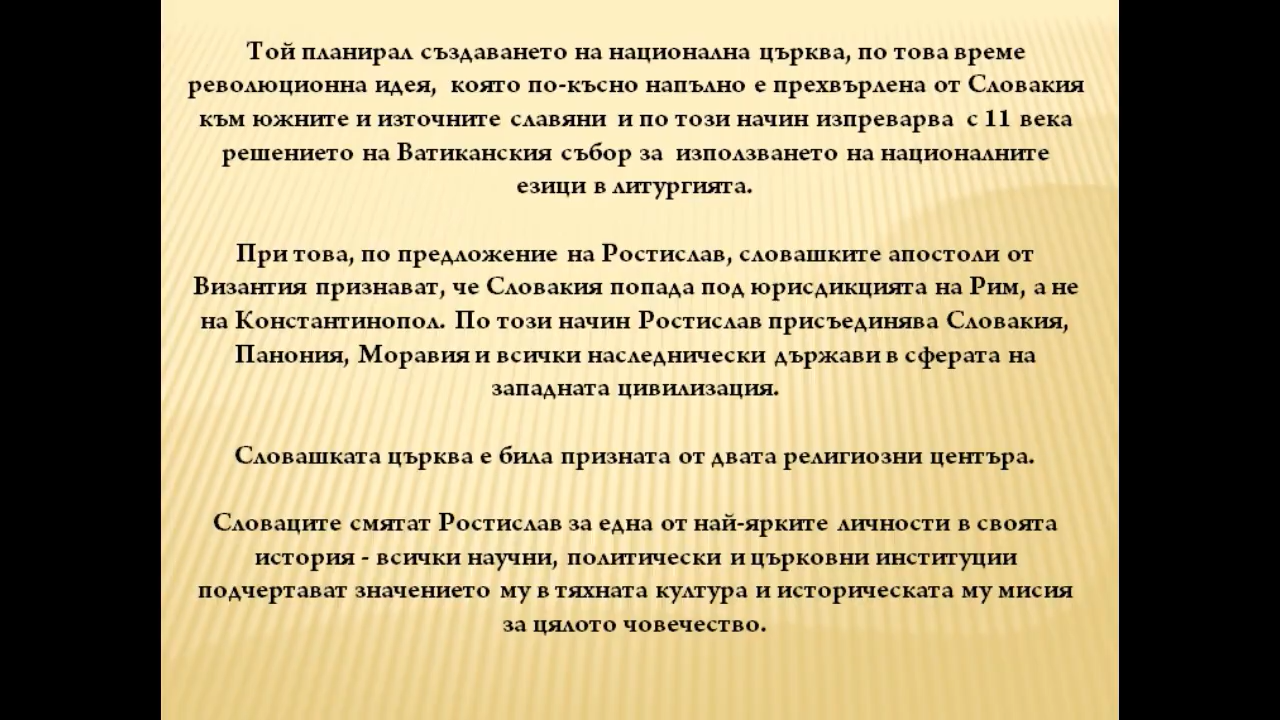 Той планирал създаването на национална църква, по това време
революционна идея,  която по-късно напълно е прехвърлена от Словакия
към южните и източните славяни  и по този начин изпреварва  с 11 века
решението на Ватиканския събор за  използването на националните
езици в литургията.
При това, по предложение на Ростислав, словашките апостоли от
Византия признават, че Словакия попада под юрисдикцията на Рим, а не
на Константинопол. По този начин Ростислав присъединява Словакия,
Панония, Моравия и всички наследнически държави в сферата на
западната цивилизация.
Словашката църква е била призната от двата религиозни центъра.
Словаците смятат Ростислав за една от най-ярките личности в своята
история - всички научни, политически и църковни институции
подчертават значението му в тяхната култура и историческата му мисия
за цялото човечество.